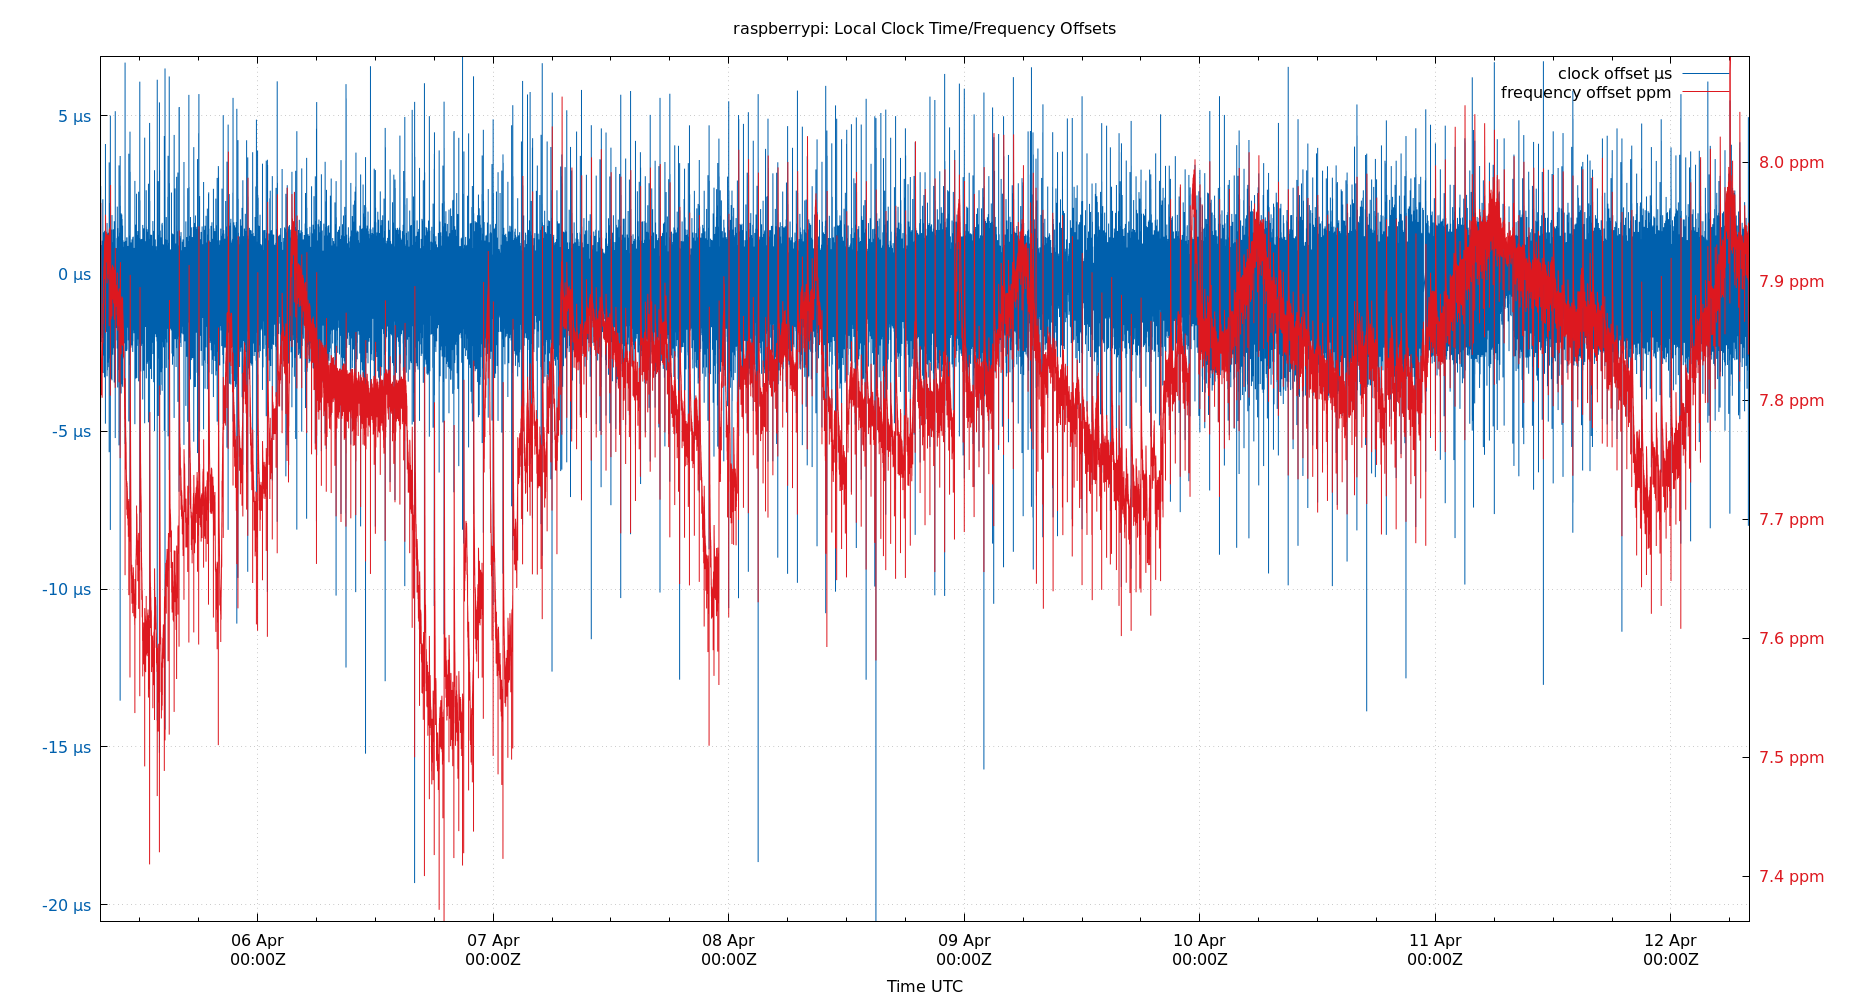 raspberrypi: Local Clock Time/Frequency Offsets
clock offset µs
frequency offset ppm
5 µs
0 µs
-5 µs
-10 µs
-15 µs
-20 µs
8.0 ppm
7.9 ppm
7.8 ppm
7.7 ppm
7.6 ppm
7.5 ppm
7.4 ppm
06 Apr
00:00Z
07 Apr
00:00Z
08 Apr
00:00Z
09 Apr
00:00Z
10 Apr
00:00Z
11 Apr
00:00Z
12 Apr
00:00Z
Time UTC